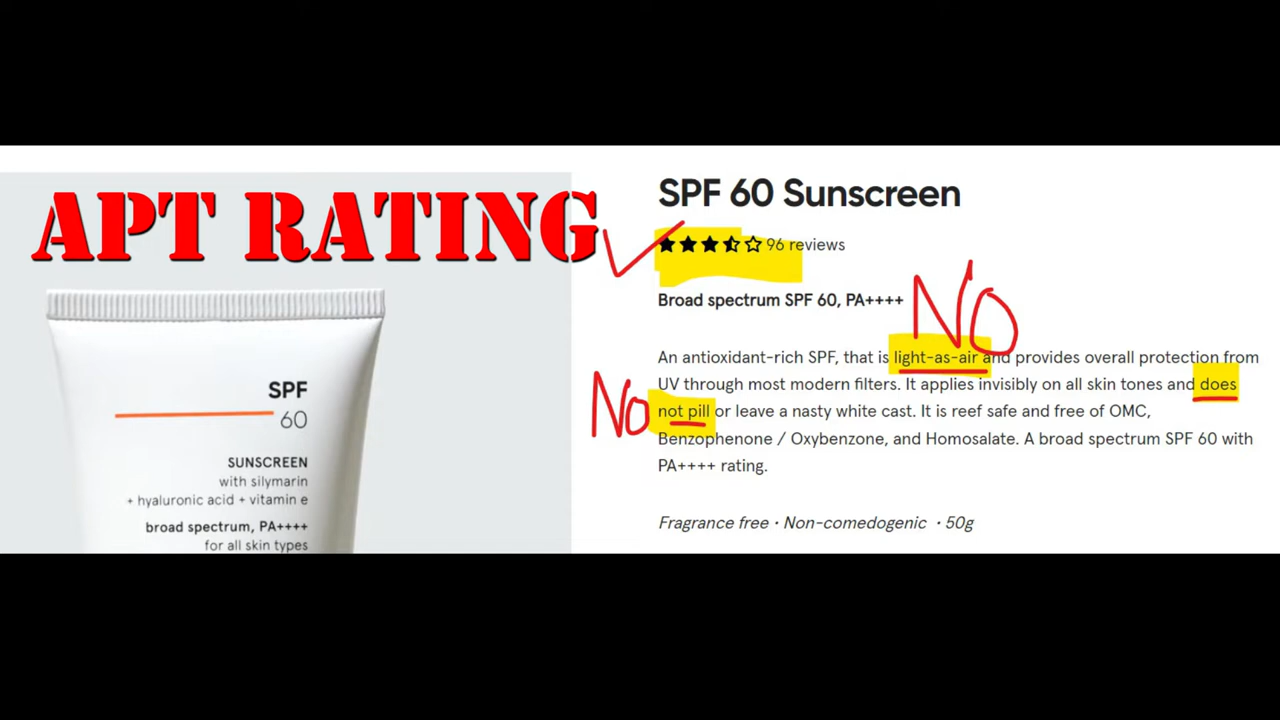 APT RATING
SPF
60
SUNSCREEN
with silymarin
+ hyaluronic acid + vitamin e
broad spectrum, PA++++
for all skin types
SPF 60 Sunscreen
96 reviews
Broad spectrum SPF 60, PA++++
NO
An antioxidant-rich SPF, that is light-as-air and provides overall protection from
UV through most modern filters. It applies invisibly on all skin tones and does
No
not pill or leave a nasty white cast. It is reef safe and free of OMC,
Benzophenone / Oxybenzone, and Homosalate. A broad spectrum SPF 60 with
PA++++ rating.
Fragrance free • Non-comedogenic • 50g